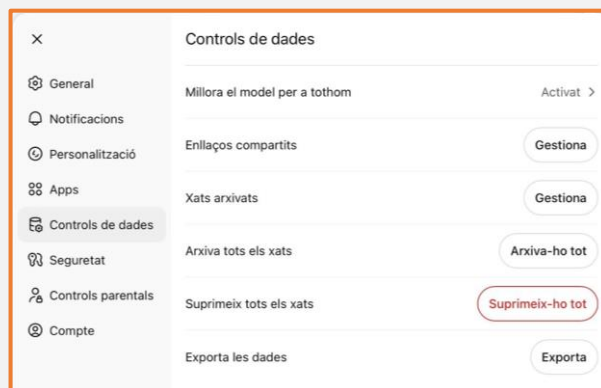 Controls de dades
General
Notificacions
Personalització
Apps
Controls de dades
Seguretat
Controls parentals
Compte
Millora el model per a tothom Activat >
Enllaços compartits Gestiona
Xats arxivats Gestiona
Arxiva tots els xats Arxiva-ho tot
Suprimeix tots els xats Suprimeix-ho tot
Exporta les dades Exporta